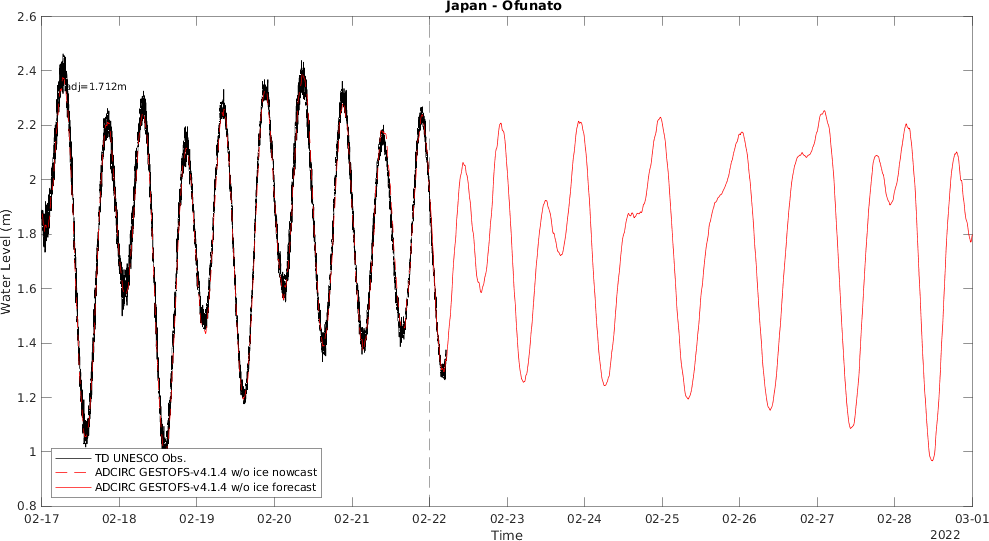 Japan - Ofunato
2.6
2.4
2.2
2
1.8
1.6
1.4
1.2
1
0.8
Water Level (m)
adj=1.712m
TD UNESCO Obs.
ADCIRC GESTOFS-v4.1.4 w/o ice nowcast
ADCIRC GESTOFS-v4.1.4 w/o ice forecast
02-17 02-18 02-19 02-20 02-21 02-22 02-23 02-24 02-25 02-26 02-27 02-28 03-01
Time
2022